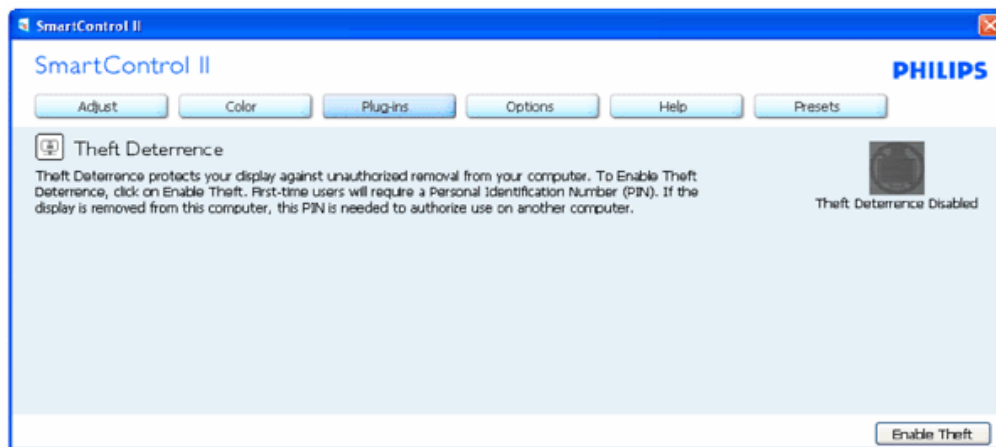 SmartControl II
SmartControl II
PHILIPS
Adjust Color Plug-ins Options Help Presets
Theft Deterrence
Theft Deterrence protects your display against unauthorized removal from your computer. To Enable Theft
Deterrence, click on Enable Theft. First-time users will require a Personal Identification Number (PIN). If the
display is removed from this computer, this PIN is needed to authorize use on another computer.
Theft Deterrence Disabled
Enable Theft